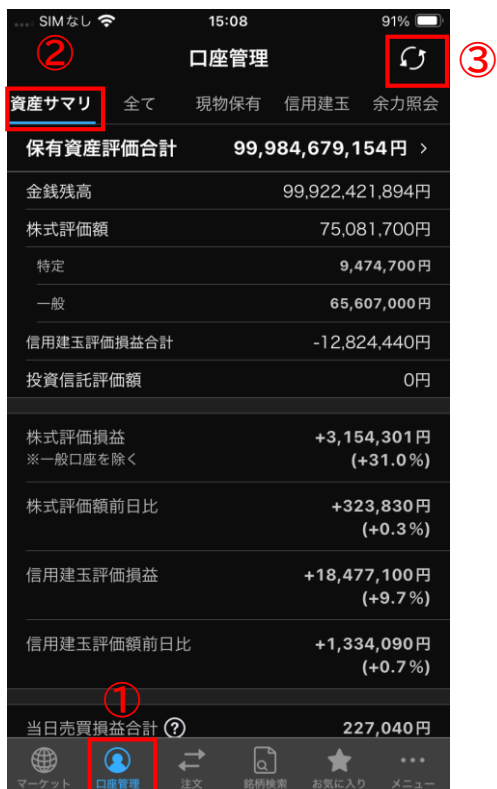 SIMなし 15:08 91%
② 口座管理 ③
資産サマリ 全て 現物保有 信用建玉 余力照会
保有資産評価合計 99,984,679,154円 >
金銭残高 99,922,421,894円
株式評価額 75,081,700円
特定 9,474,700円
一般 65,607,000円
信用建玉評価損益合計 -12,824,440円
投資信託評価額 0円
株式評価損益 +3,154,301円
※一般口座を除く (+31.0%)
株式評価額前日比 +323,830円
(+0.3%)
信用建玉評価損益 +18,477,100円
(+9.7%)
信用建玉評価額前日比 +1,334,090円
(+0.7%)
①
当日売買損益合計 ? 227,040円
マーケット 口座管理 注文 銘柄検索 お気に入り メニュー